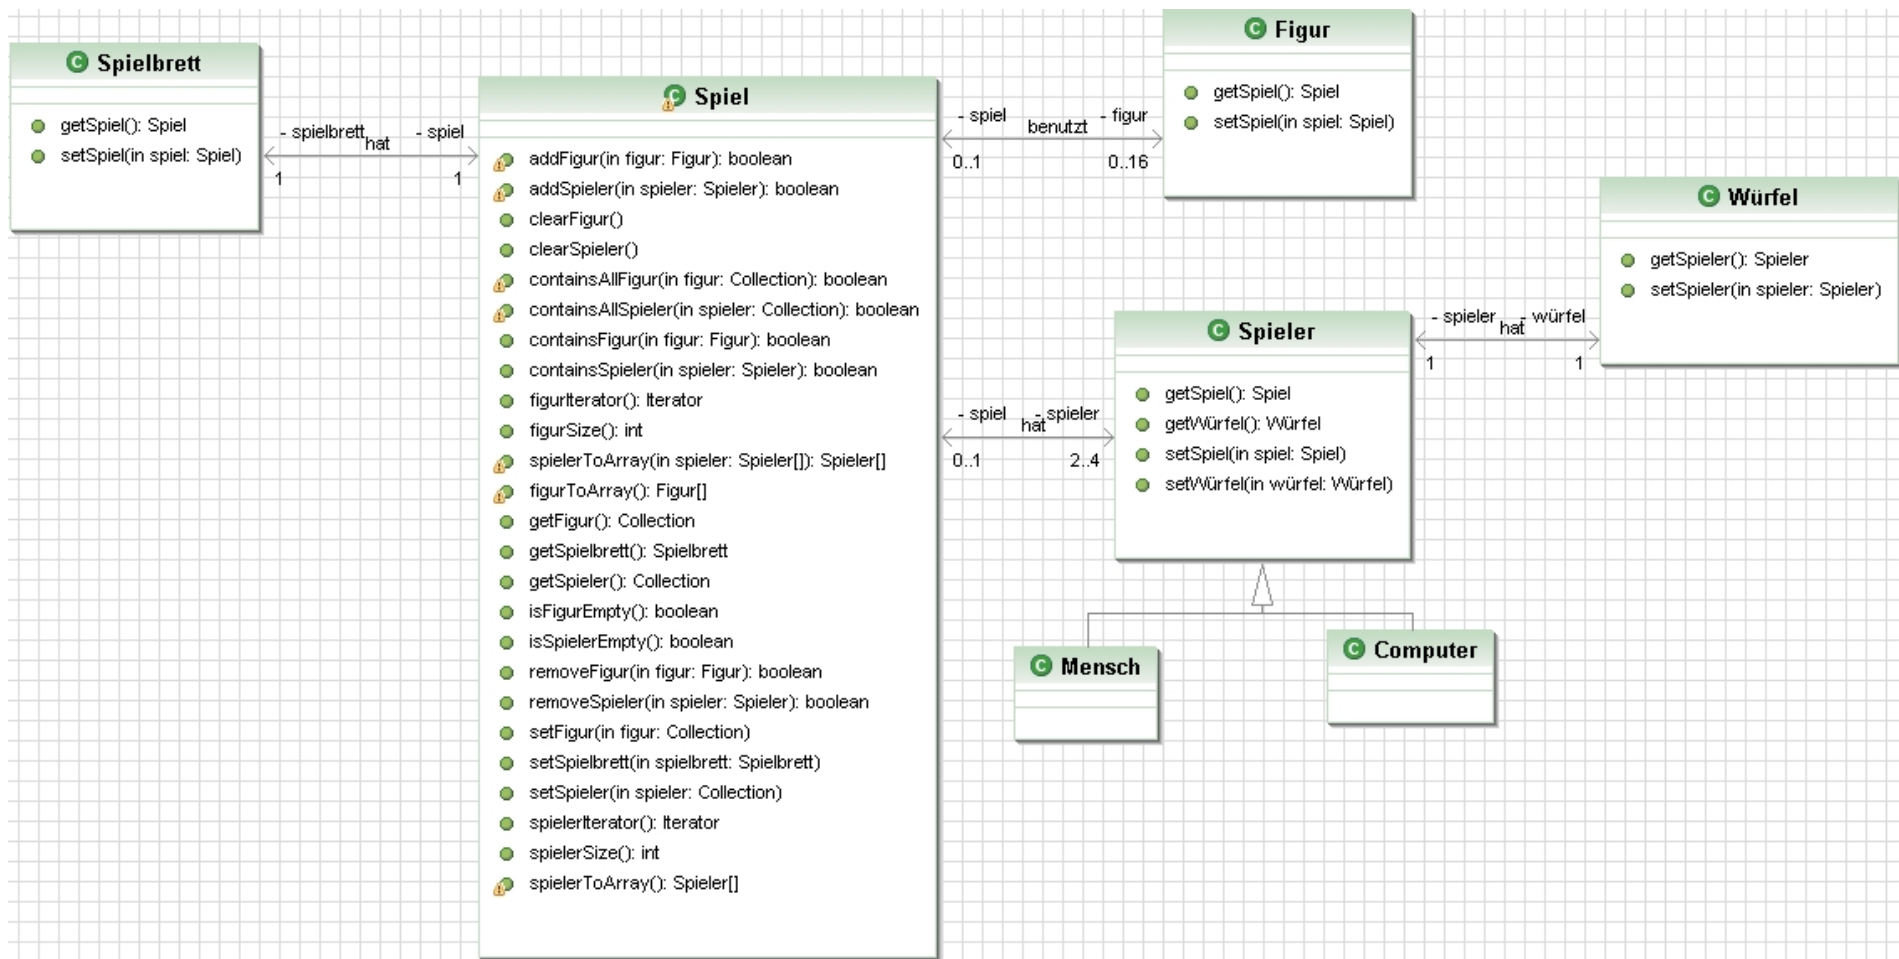 Spielbrett
getSpiel(): Spiel
setSpiel(in spiel: Spiel)
- spielbrett
hat
- spiel
1
1
Spiel
addFigur(in figur: Figur): boolean
addSpieler(in spieler: Spieler): boolean
clearFigur()
clearSpieler()
containsAllFigur(in figur: Collection): boolean
containsAllSpieler(in spieler: Collection): boolean
containsFigur(in figur: Figur): boolean
containsSpieler(in spieler: Spieler): boolean
figurIterator(): Iterator
figurSize(): int
spielerToArray(in spieler: Spieler[]): Spieler[]
figurToArray(): Figur[]
getFigur(): Collection
getSpielbrett(): Spielbrett
getSpieler(): Collection
isFigurEmpty(): boolean
isSpielerEmpty(): boolean
removeFigur(in figur: Figur): boolean
removeSpieler(in spieler: Spieler): boolean
setFigur(in figur: Collection)
setSpielbrett(in spielbrett: Spielbrett)
setSpieler(in spieler: Collection)
spielerIterator(): Iterator
spielerSize(): int
spielerToArray(): Spieler[]
- spiel
benutzt
- figur
0..1
0..16
Figur
getSpiel(): Spiel
setSpiel(in spiel: Spiel)
- spiel
hat
- spieler
0..1
2..4
Spieler
getSpiel(): Spiel
getWürfel(): Würfel
setSpiel(in spiel: Spiel)
setWürfel(in würfel: Würfel)
- spieler
hat
- würfel
1
1
Würfel
getSpieler(): Spieler
setSpieler(in spieler: Spieler)
Mensch
Computer